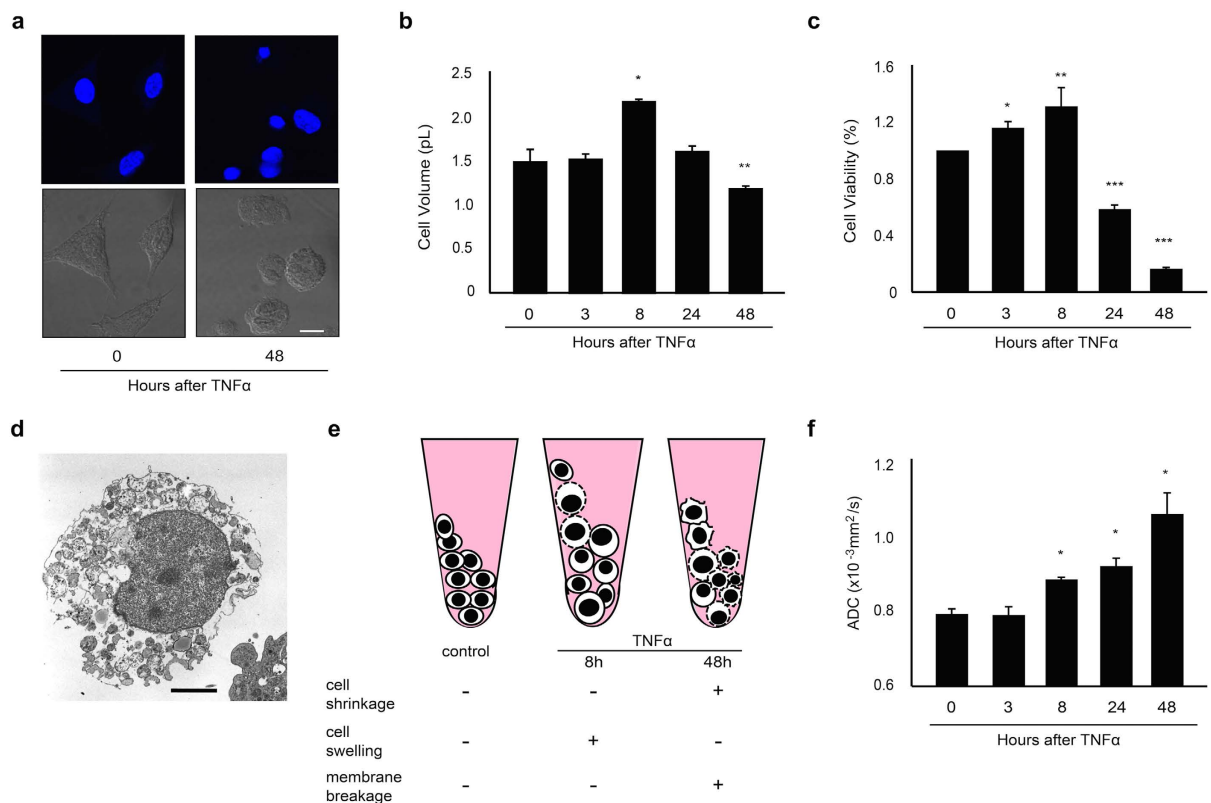 a
0
48
Hours after TNFα
b
Cell Volume (pL)
2.5
2.0
1.5
1.0
0.5
0
*
**
0 3 8 24 48
Hours after TNFα
c
Cell Viability (%)
1.6
1.2
0.8
0.4
0
*
**
***
***
0 3 8 24 48
Hours after TNFα
d
e
control
TNFα
8h 48h
cell
shrinkage - - +
cell
swelling - + -
membrane
breakage - - +
f
ADC (x10⁻³mm²/s)
1.2
1.0
0.8
0.6
*
*
*
0 3 8 24 48
Hours after TNFα